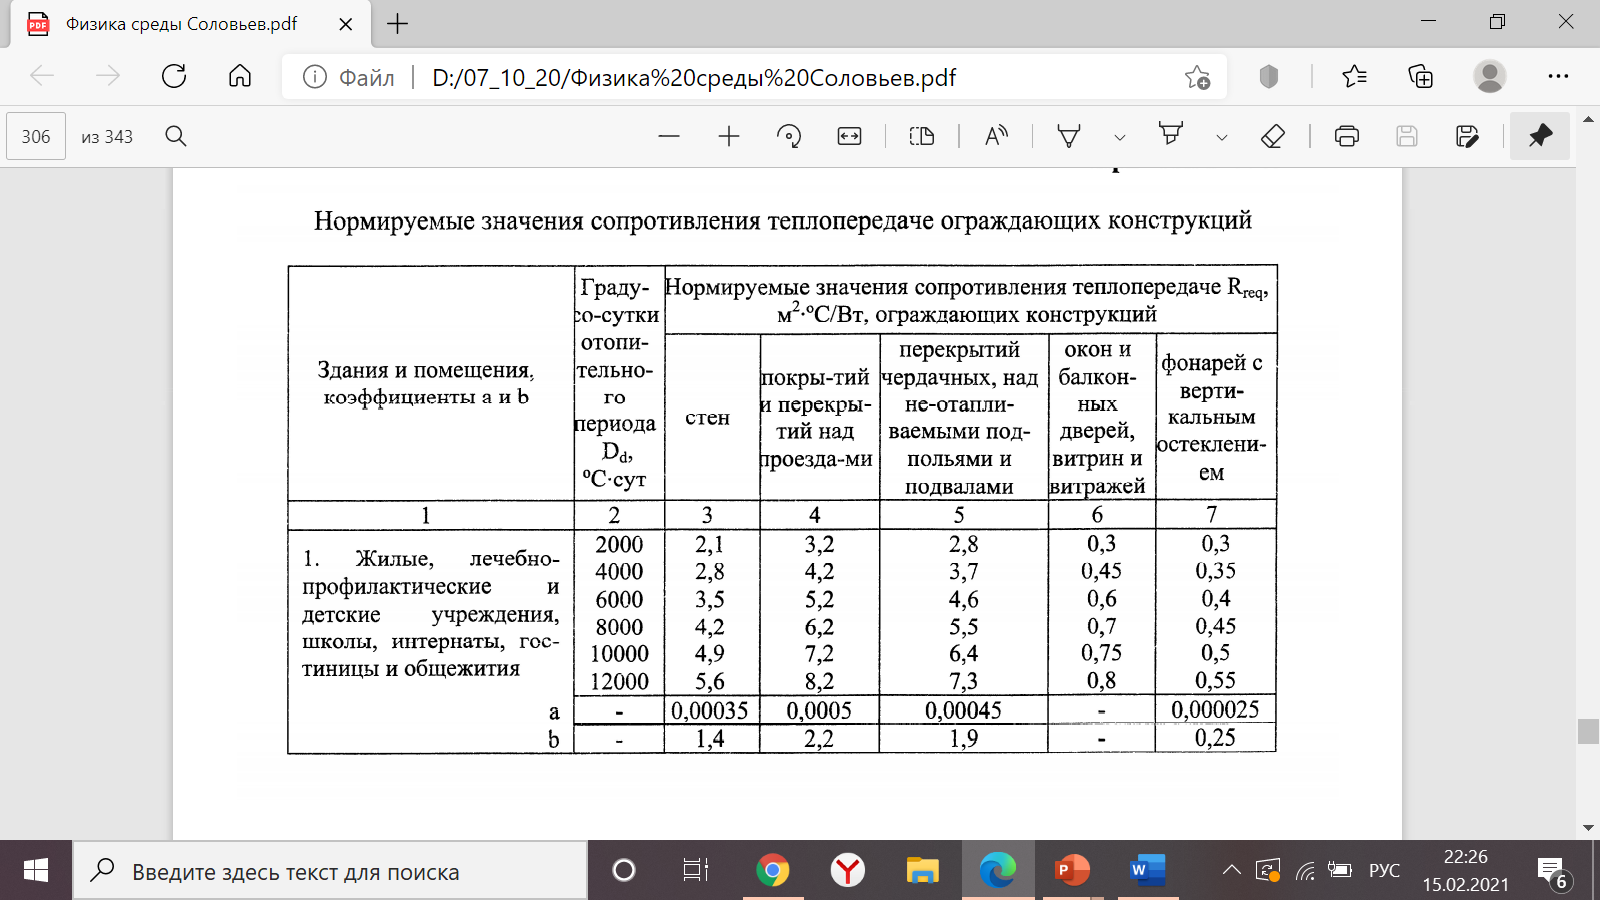 Физика среды Соловьев.pdf
Файл
D:/07_10_20/Физика%20среды%20Соловьев.pdf
306
из 343
Нормируемые значения сопротивления теплопередаче ограждающих конструкций
Здания и помещения,
коэффициенты a и b
Граду-
со-сутки
отопи-
тельно-
го
периода
Dd,
°С·сут
Нормируемые значения сопротивления теплопередаче Rreq,
м²·°С/Вт, ограждающих конструкций
стен
покры-тий
и перекры-
тий над
проезда-ми
перекрытий
чердачных, над
не-отапли-
ваемыми под-
польями и
подвалами
окон и
балкон-
ных
дверей,
витрин и
витражей
фонарей с
верти-
кальным
остеклени-
ем
1 2 3 4 5 6 7
1. Жилые, лечебно-
профилактические и
детские учреждения,
школы, интернаты, гос-
тиницы и общежития
2000 2,1 3,2 2,8 0,3 0,3
4000 2,8 4,2 3,7 0,45 0,35
6000 3,5 5,2 4,6 0,6 0,4
8000 4,2 6,2 5,5 0,7 0,45
10000 4,9 7,2 6,4 0,75 0,5
12000 5,6 8,2 7,3 0,8 0,55
a - 0,00035 0,0005 0,00045 - 0,000025
b - 1,4 2,2 1,9 - 0,25
Введите здесь текст для поиска
РУС
22:26
15.02.2021
6